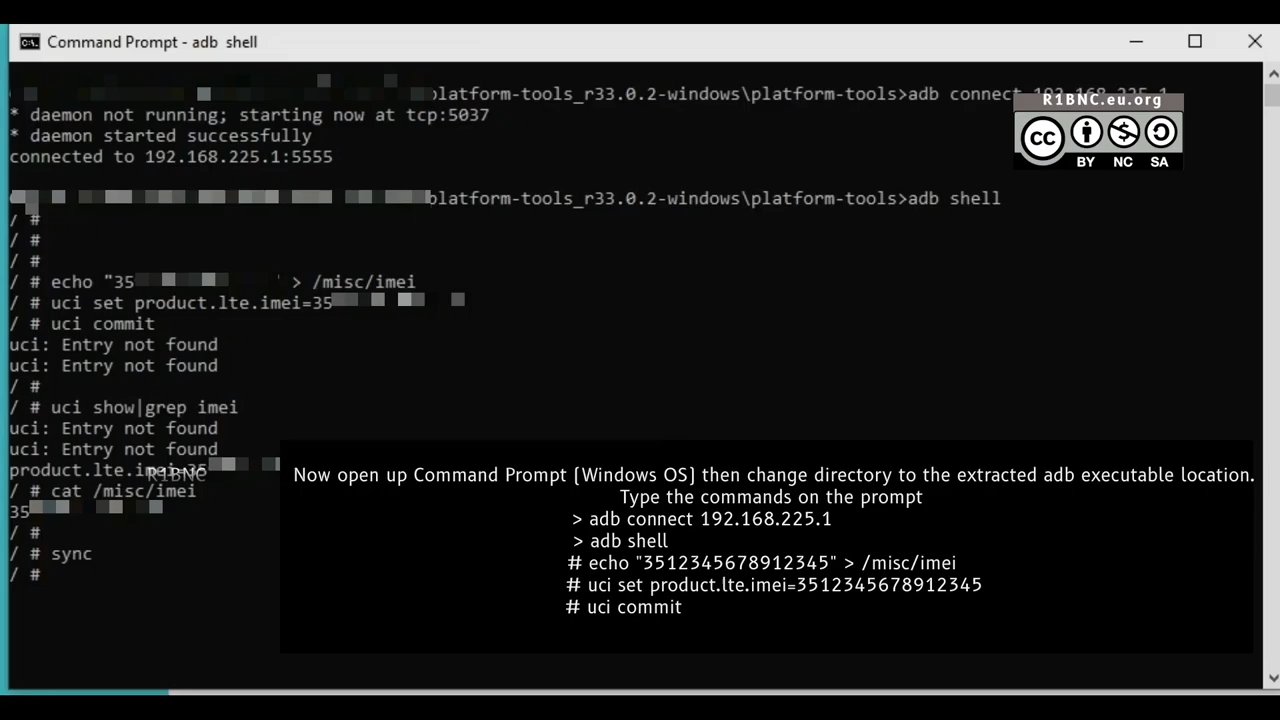 Command Prompt - adb shell
platform-tools_r33.0.2-windows\platform-tools>adb connect 192.168.225.1
* daemon not running; starting now at tcp:5037
* daemon started successfully
connected to 192.168.225.1:5555
R1BNC.eu.org
CC
BY NC SA
platform-tools_r33.0.2-windows\platform-tools>adb shell
/ #
/ #
/ #
/ # echo "35 ' > /misc/imei
/ # uci set product.lte.imei=35
/ # uci commit
uci: Entry not found
uci: Entry not found
/ #
/ # uci show|grep imei
uci: Entry not found
uci: Entry not found
product.lte.imei=35
R1BNC
/ # cat /misc/imei
35
/ #
/ # sync
/ #
Now open up Command Prompt [Windows OS] then change directory to the extracted adb executable location.
Type the commands on the prompt
> adb connect 192.168.225.1
> adb shell
# echo "3512345678912345" > /misc/imei
# uci set product.lte.imei=3512345678912345
# uci commit